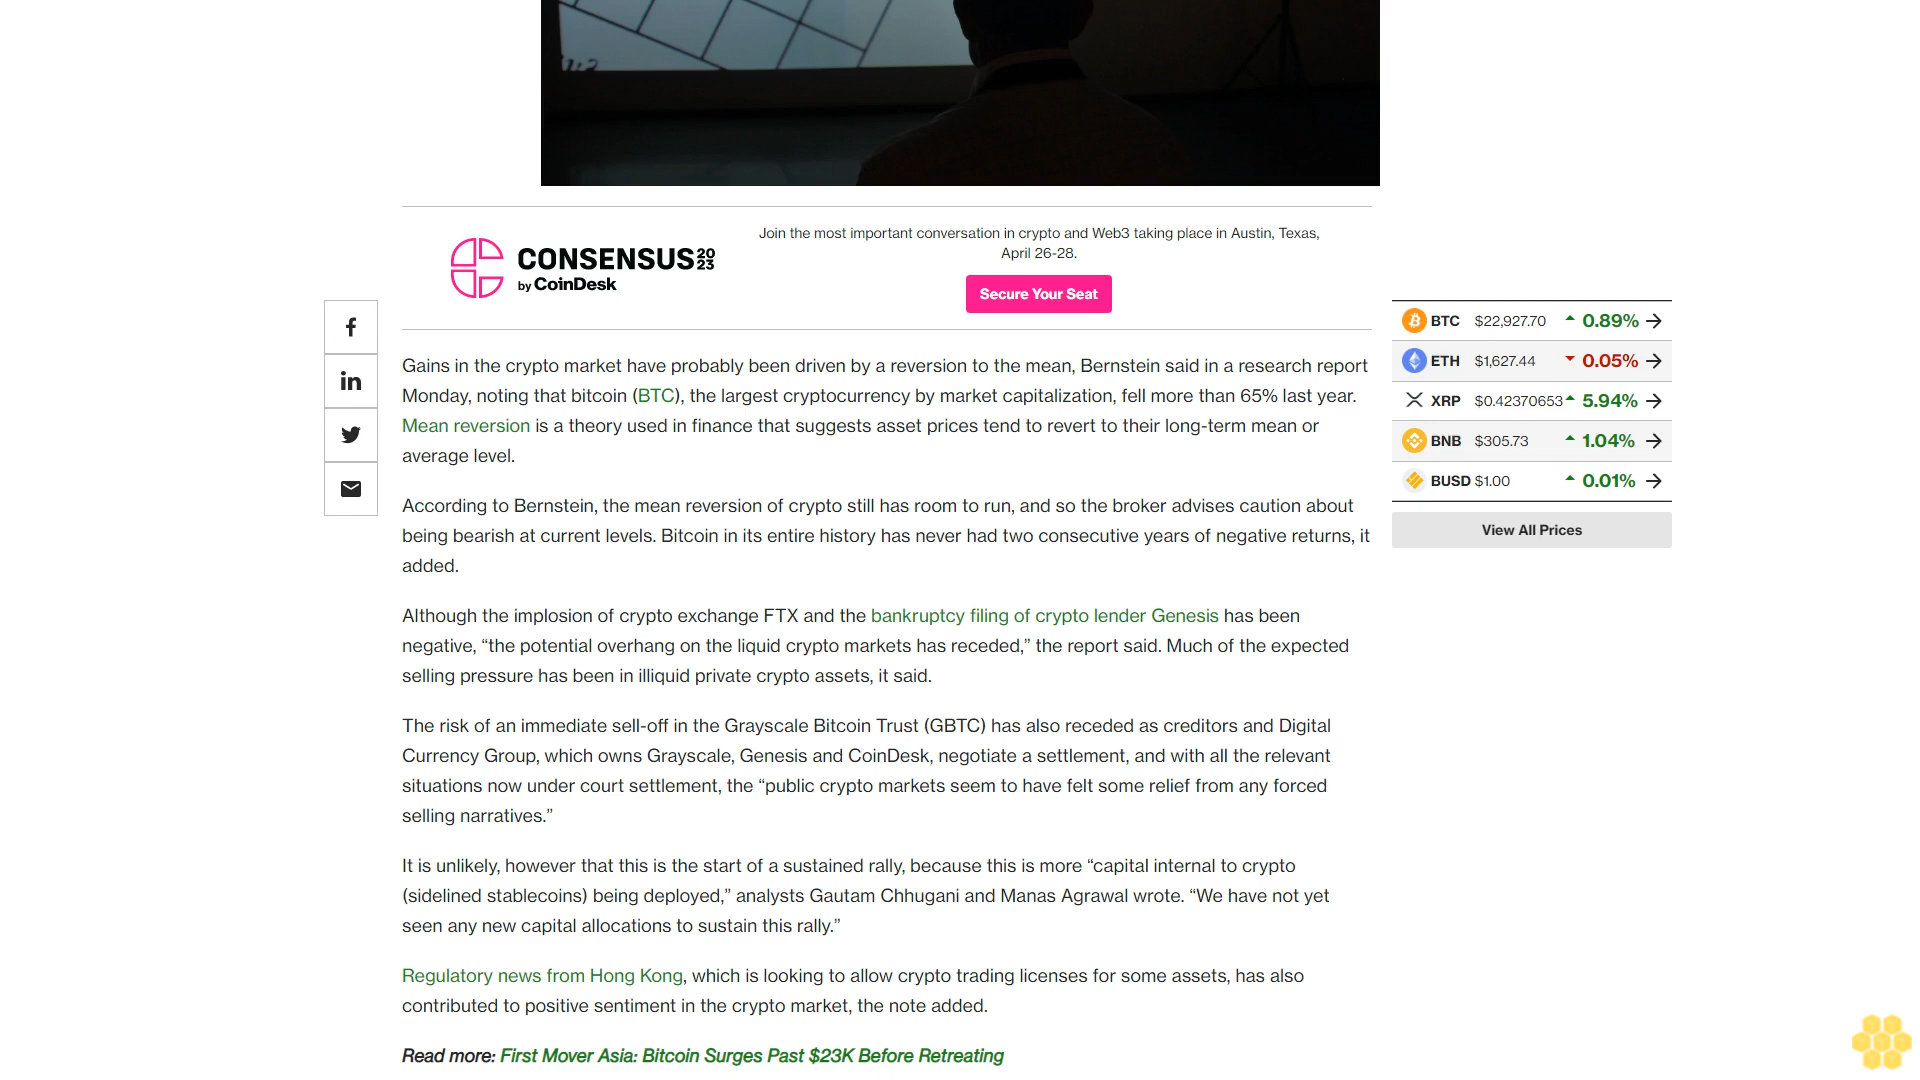 CONSENSUS 20
23
by CoinDesk
Join the most important conversation in crypto and Web3 taking place in Austin, Texas,
April 26-28.
Secure Your Seat
Gains in the crypto market have probably been driven by a reversion to the mean, Bernstein said in a research report
Monday, noting that bitcoin (BTC), the largest cryptocurrency by market capitalization, fell more than 65% last year.
Mean reversion is a theory used in finance that suggests asset prices tend to revert to their long-term mean or
average level.
According to Bernstein, the mean reversion of crypto still has room to run, and so the broker advises caution about
being bearish at current levels. Bitcoin in its entire history has never had two consecutive years of negative returns, it
added.
Although the implosion of crypto exchange FTX and the bankruptcy filing of crypto lender Genesis has been
negative, “the potential overhang on the liquid crypto markets has receded,” the report said. Much of the expected
selling pressure has been in illiquid private crypto assets, it said.
The risk of an immediate sell-off in the Grayscale Bitcoin Trust (GBTC) has also receded as creditors and Digital
Currency Group, which owns Grayscale, Genesis and CoinDesk, negotiate a settlement, and with all the relevant
situations now under court settlement, the “public crypto markets seem to have felt some relief from any forced
selling narratives.”
It is unlikely, however that this is the start of a sustained rally, because this is more “capital internal to crypto
(sidelined stablecoins) being deployed,” analysts Gautam Chhugani and Manas Agrawal wrote. “We have not yet
seen any new capital allocations to sustain this rally.”
Regulatory news from Hong Kong, which is looking to allow crypto trading licenses for some assets, has also
contributed to positive sentiment in the crypto market, the note added.
Read more: First Mover Asia: Bitcoin Surges Past $23K Before Retreating
BTC $22,927.70 0.89%
ETH $1,627.44 0.05%
XRP $0.42370653 5.94%
BNB $305.73 1.04%
BUSD $1.00 0.01%
View All Prices